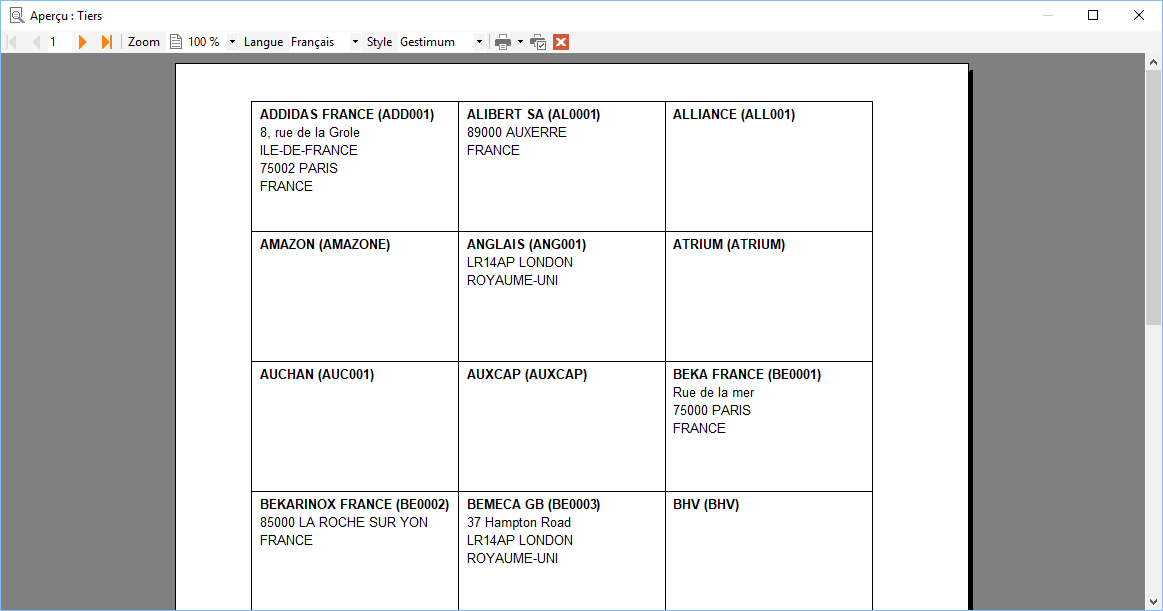 Aperçu : Tiers
1 Zoom 100 % Langue Français Style Gestimum
ADDIDAS FRANCE (ADD001)
8, rue de la Grole
ILE-DE-FRANCE
75002 PARIS
FRANCE
ALIBERT SA (AL0001)
89000 AUXERRE
FRANCE
ALLIANCE (ALL001)
AMAZON (AMAZONE)
ANGLAIS (ANG001)
LR14AP LONDON
ROYAUME-UNI
ATRIUM (ATRIUM)
AUCHAN (AUC001)
AUXCAP (AUXCAP)
BEKA FRANCE (BE0001)
Rue de la mer
75000 PARIS
FRANCE
BEKARINOX FRANCE (BE0002)
85000 LA ROCHE SUR YON
FRANCE
BEMECA GB (BE0003)
37 Hampton Road
LR14AP LONDON
ROYAUME-UNI
BHV (BHV)